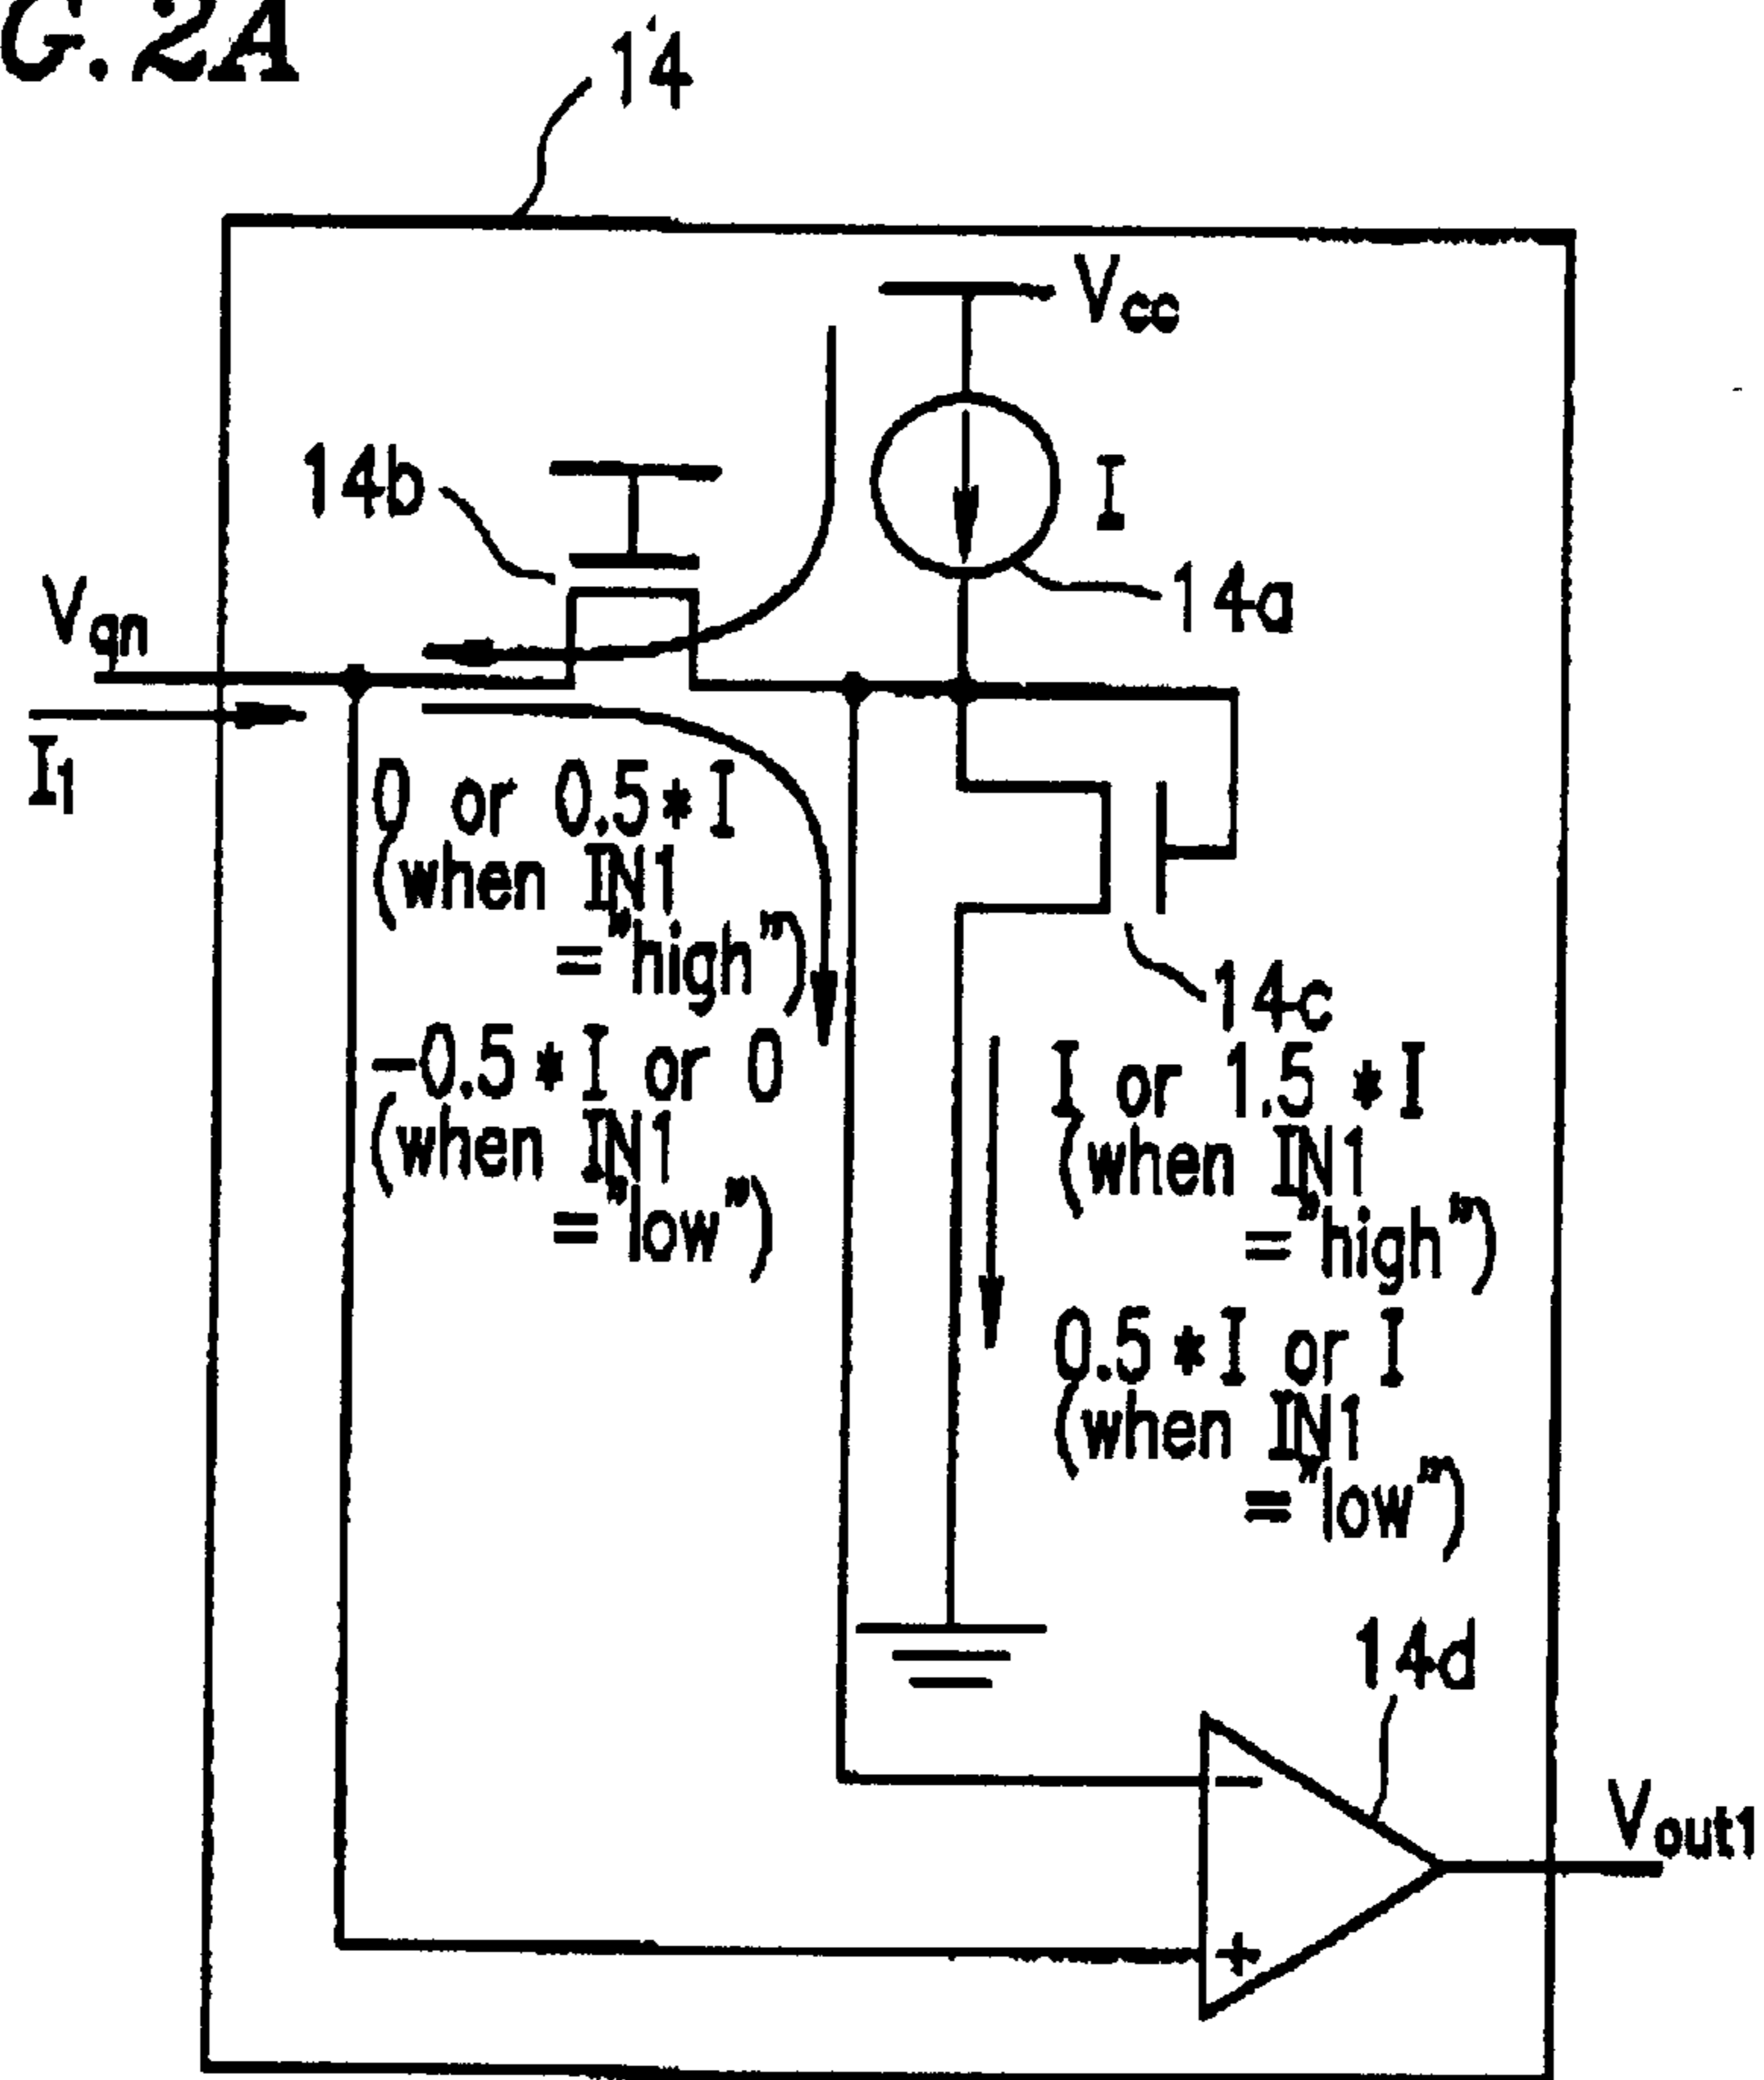 G. 2A
14
Vcc
14b
I
14a
Van
I1
0 or 0.5*I
(when IN1
="high")
14c
-0.5*I or 0
(when IN1
="low")
I or 1.5*I
(when IN1
="high")
0.5*I or I
(when IN1
="low")
14d
-
Vout1
+